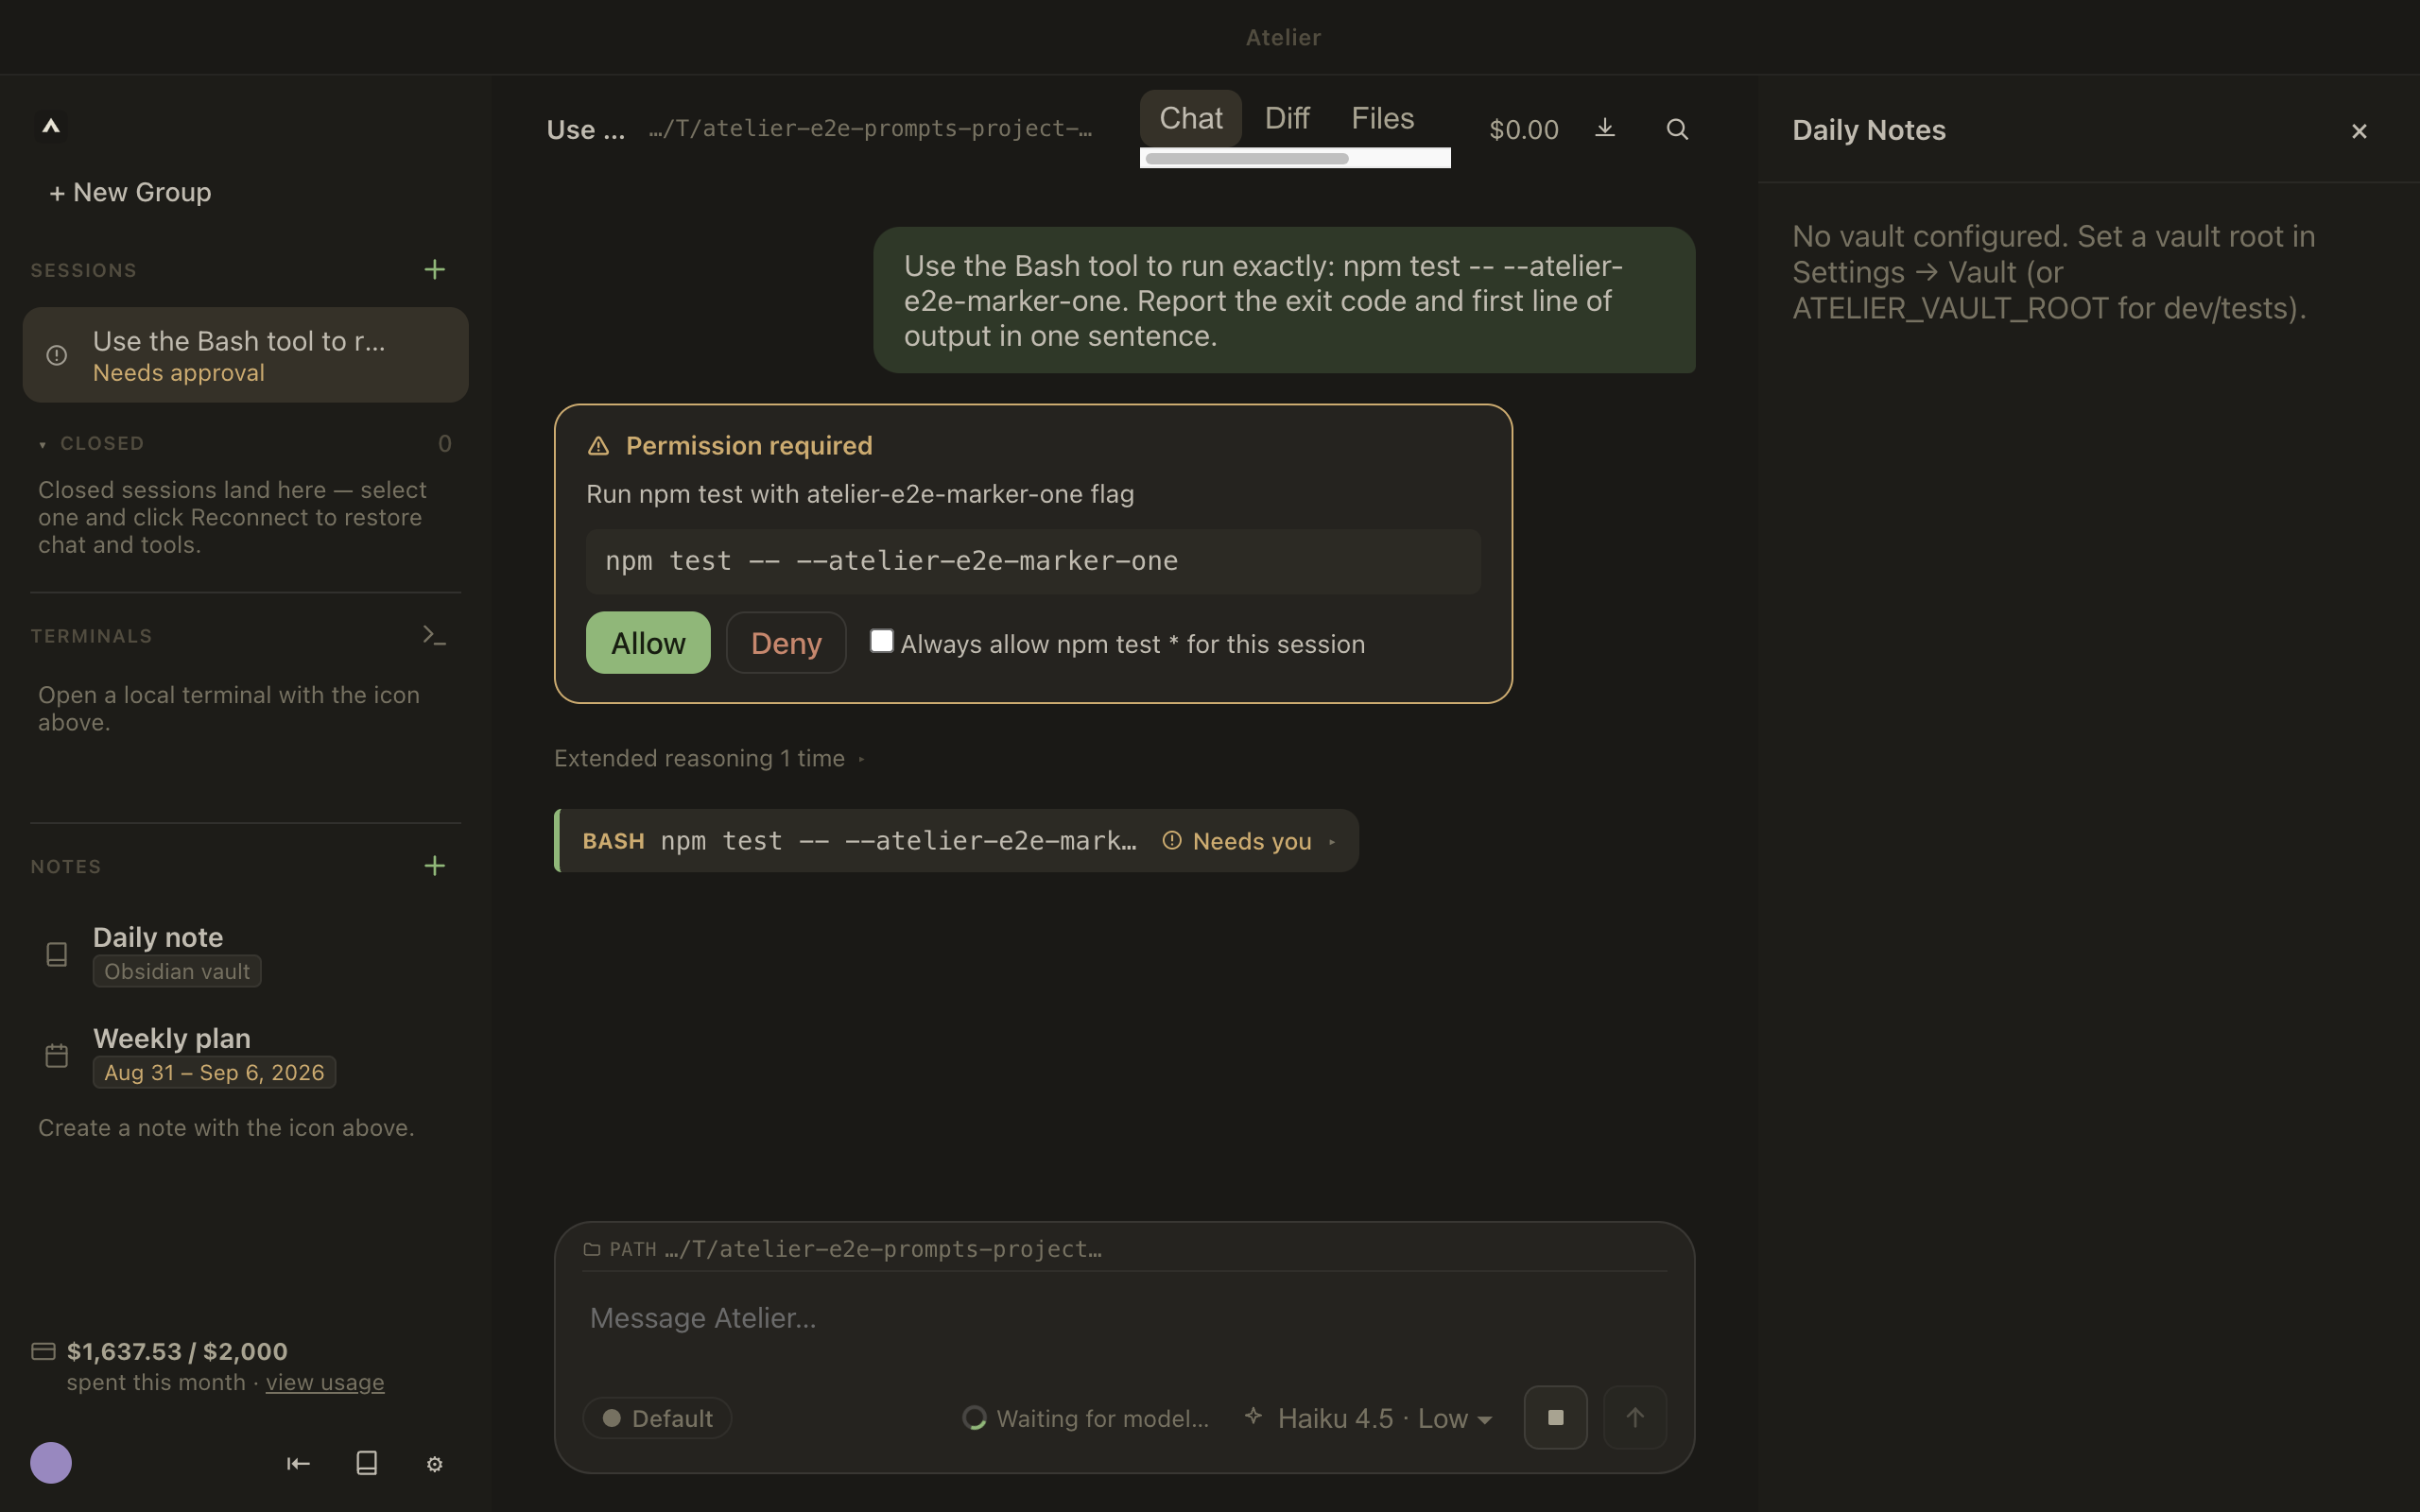 Atelier
+ New Group
SESSIONS
Use the Bash tool to r...
Needs approval
CLOSED 0
Closed sessions land here — select
one and click Reconnect to restore
chat and tools.
TERMINALS
Open a local terminal with the icon
above.
NOTES
Daily note
Obsidian vault
Weekly plan
Aug 31 – Sep 6, 2026
Create a note with the icon above.
$1,637.53 / $2,000
spent this month · view usage
Use ... …/T/atelier-e2e-prompts-project-… Chat Diff Files $0.00
Use the Bash tool to run exactly: npm test -- --atelier-
e2e-marker-one. Report the exit code and first line of
output in one sentence.
Permission required
Run npm test with atelier-e2e-marker-one flag
npm test -- --atelier-e2e-marker-one
Allow Deny Always allow npm test * for this session
Extended reasoning 1 time
BASH npm test -- --atelier-e2e-mark… Needs you
PATH …/T/atelier-e2e-prompts-project…
Message Atelier...
Default Waiting for model... Haiku 4.5 · Low
Daily Notes
No vault configured. Set a vault root in
Settings → Vault (or
ATELIER_VAULT_ROOT for dev/tests).